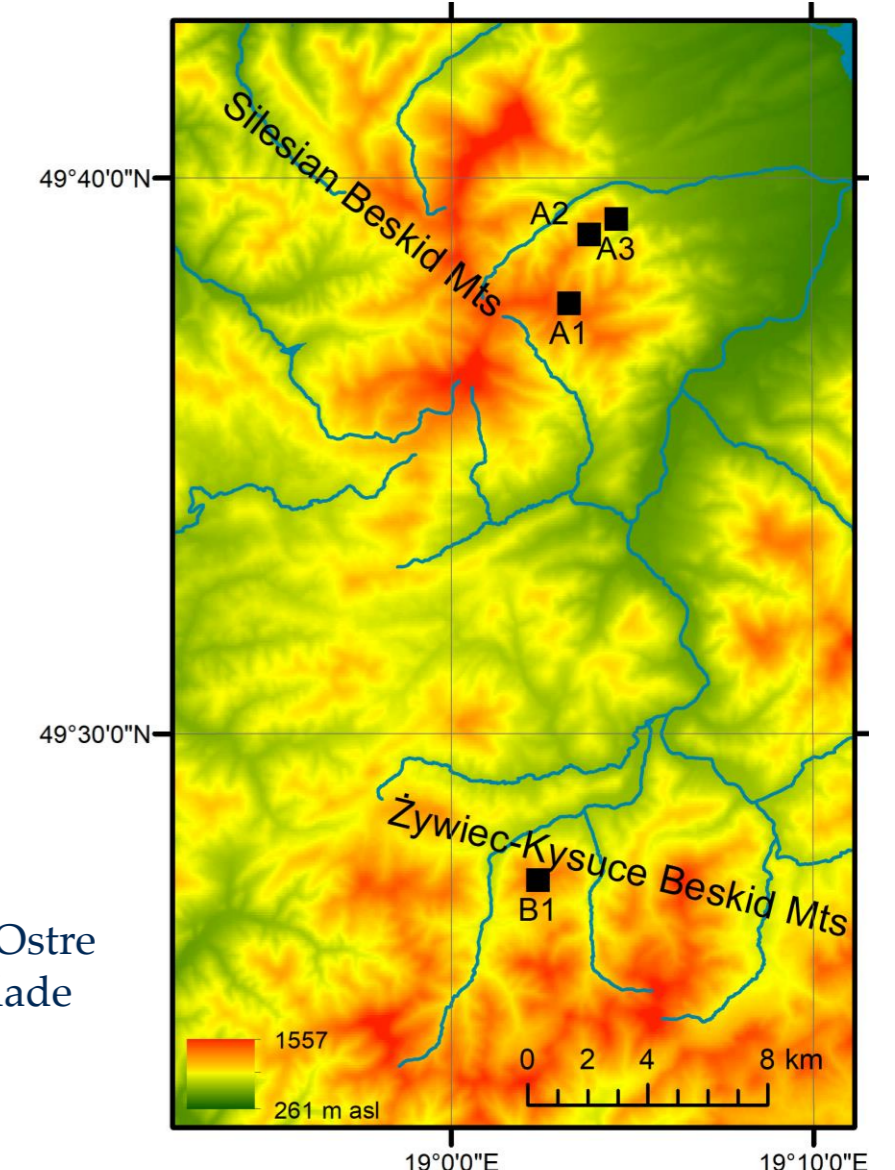 Silesian Beskid Mts
49°40'0"N
A2
A3
A1
49°30'0"N
Żywiec-Kysuce Beskid Mts
B1
Ostre
1557
261 m asl
0 2 4 8 km
19°0'0"E 19°10'0"E